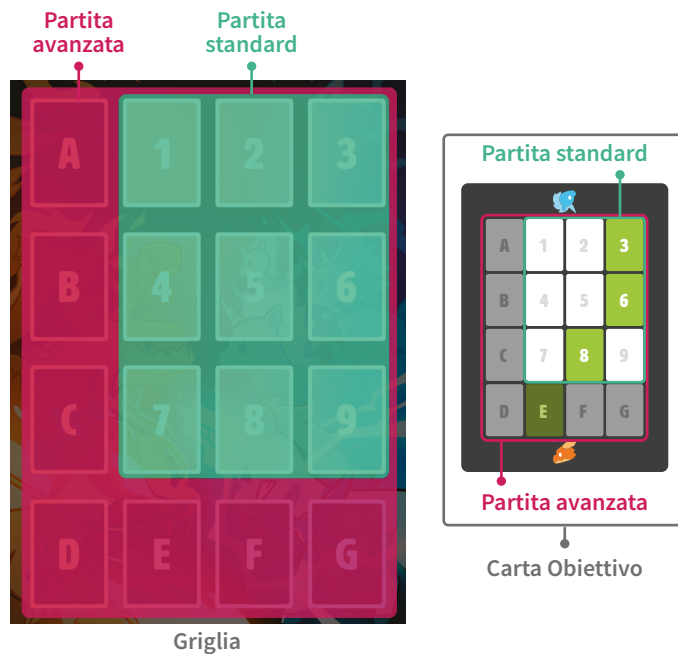 Partita
avanzata
Partita
standard
A 1 2 3
B 4 5 6
C 7 8 9
D E F G
Griglia
Partita standard
A 1 2 3
B 4 5 6
C 7 8 9
D E F G
Partita avanzata
Carta Obiettivo